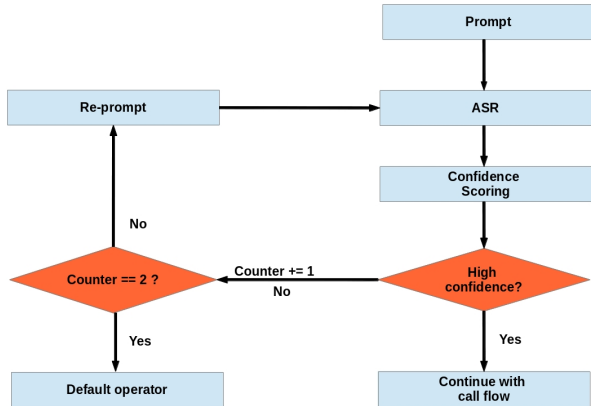 Prompt
Re-prompt
ASR
Confidence
Scoring
No
Counter == 2 ?
Counter += 1
No
High
confidence?
Yes
Yes
Default operator
Continue with
call flow